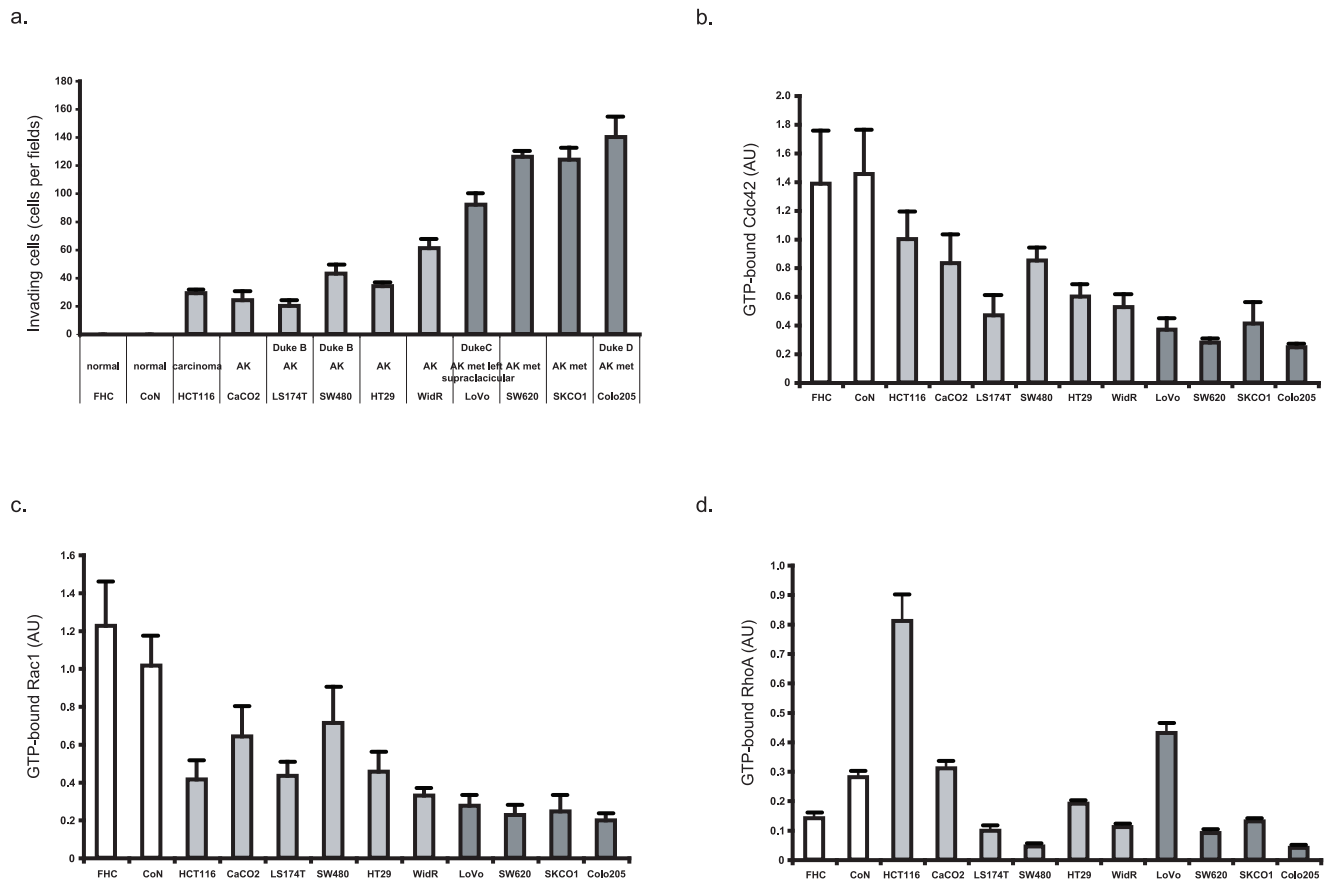 a.
Invading cells (cells per fields)
180
160
140
120
100
80
60
40
20
0
Duke B Duke B DukeC Duke D
normal normal carcinoma AK AK AK AK AK AK met left AK met AK met AK met
supraclacicular
FHC CoN HCT116 CaCO2 LS174T SW480 HT29 WidR LoVo SW620 SKCO1 Colo205
b.
GTP-bound Cdc42 (AU)
2.0
1.8
1.6
1.4
1.2
1.0
0.8
0.6
0.4
0.2
0
FHC CoN HCT116 CaCO2 LS174T SW480 HT29 WidR LoVo SW620 SKCO1 Colo205
c.
GTP-bound Rac1 (AU)
1.6
1.4
1.2
1.0
0.8
0.6
0.4
0.2
0
FHC CoN HCT116 CaCO2 LS174T SW480 HT29 WidR LoVo SW620 SKCO1 Colo205
d.
GTP-bound RhoA (AU)
1.0
0.9
0.8
0.7
0.6
0.5
0.4
0.3
0.2
0.1
0
FHC CoN HCT116 CaCO2 LS174T SW480 HT29 WidR LoVo SW620 SKCO1 Colo205